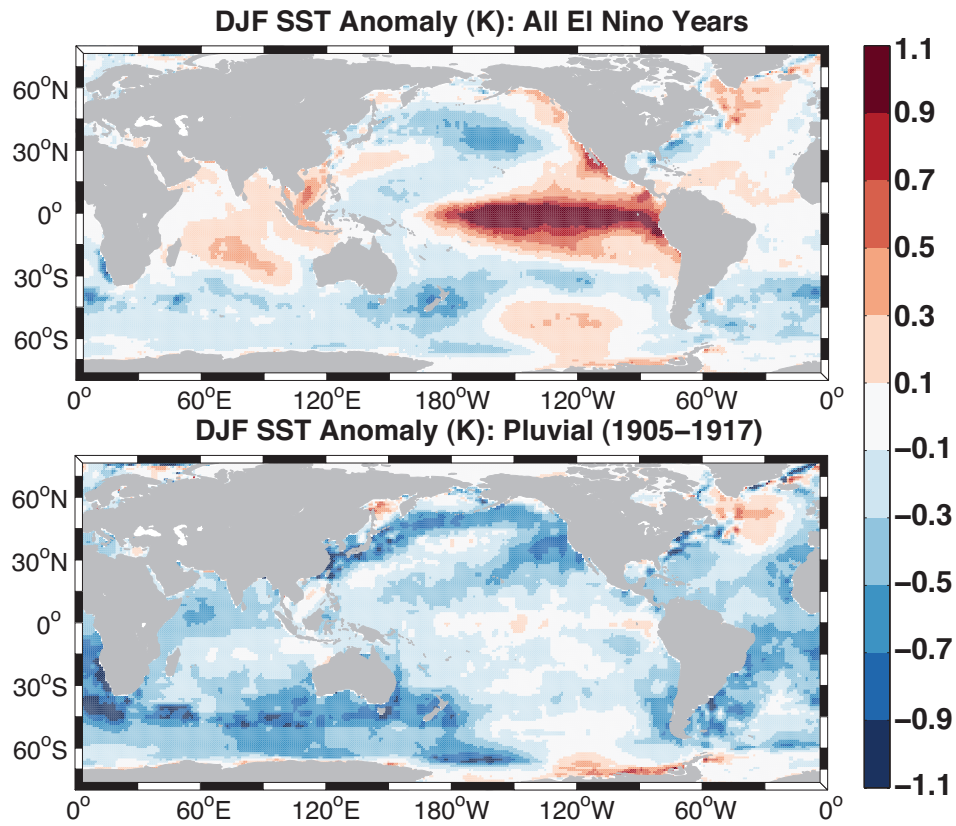 DJF SST Anomaly (K): All El Nino Years
60°N
30°N
0°
30°S
60°S
0°
60°E
120°E
180°W
120°W
60°W
0°
DJF SST Anomaly (K): Pluvial (1905–1917)
60°N
30°N
0°
30°S
60°S
0°
60°E
120°E
180°W
120°W
60°W
0°
1.1
0.9
0.7
0.5
0.3
0.1
−0.1
−0.3
−0.5
−0.7
−0.9
−1.1